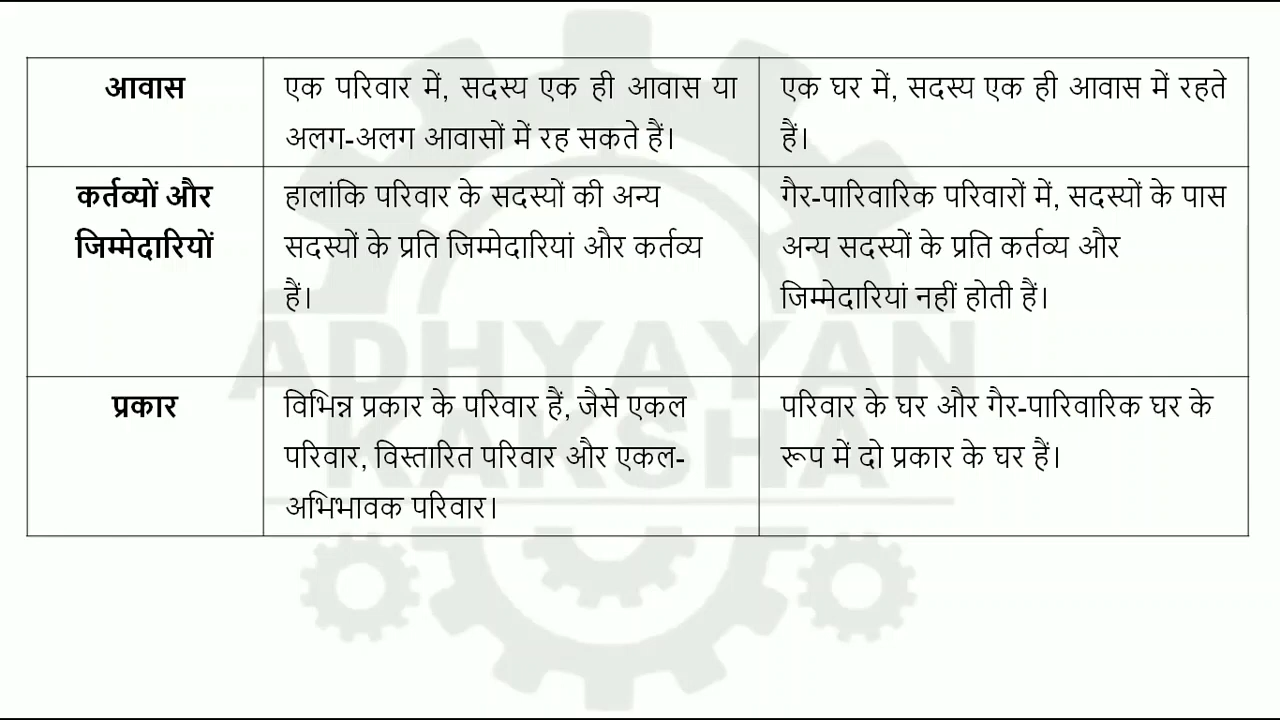 आवास
एक परिवार में, सदस्य एक ही आवास या
अलग-अलग आवासों में रह सकते हैं।
एक घर में, सदस्य एक ही आवास में रहते
हैं।
कर्तव्यों और
जिम्मेदारियों
हालांकि परिवार के सदस्यों की अन्य
सदस्यों के प्रति जिम्मेदारियां और कर्तव्य
हैं।
गैर-पारिवारिक परिवारों में, सदस्यों के पास
अन्य सदस्यों के प्रति कर्तव्य और
जिम्मेदारियां नहीं होती हैं।
प्रकार
विभिन्न प्रकार के परिवार हैं, जैसे एकल
परिवार, विस्तारित परिवार और एकल-
अभिभावक परिवार।
परिवार के घर और गैर-पारिवारिक घर के
रूप में दो प्रकार के घर हैं।
ADHYAYAN
KAKSHA